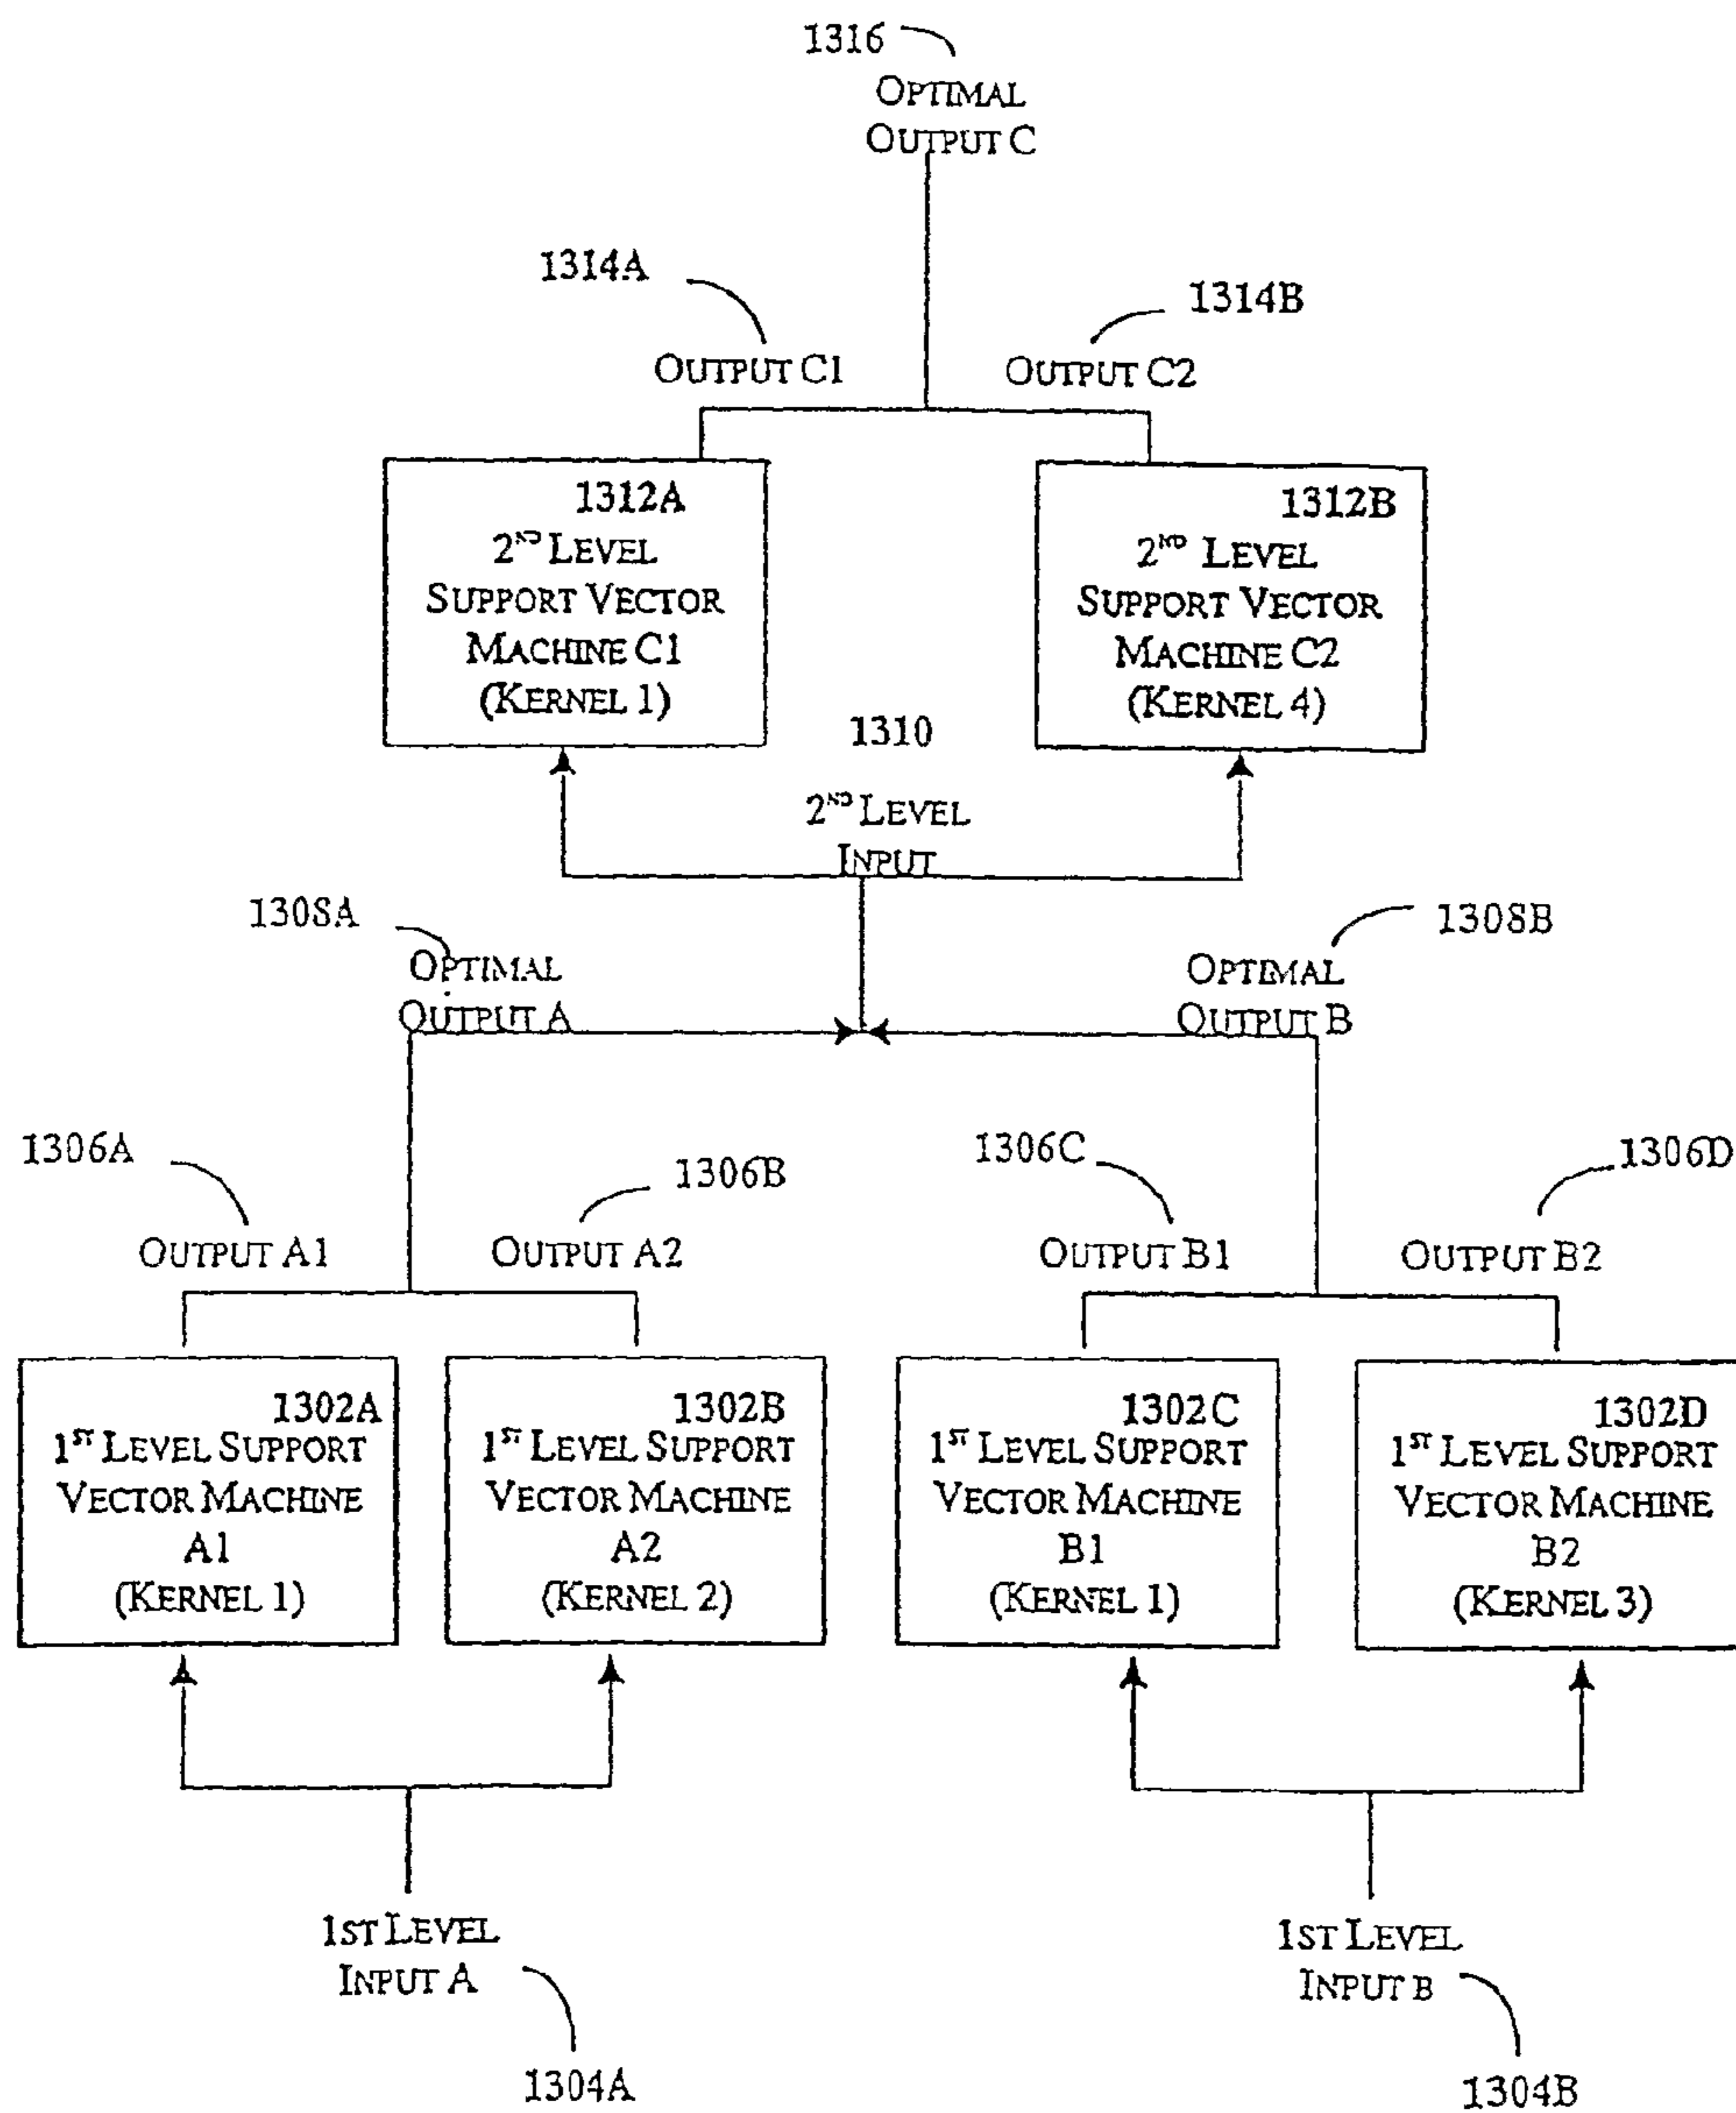 1316
OPTIMAL
OUTPUT C
1314A
1314B
OUTPUT C1
OUTPUT C2
1312A
2ND LEVEL
SUPPORT VECTOR
MACHINE C1
(KERNEL 1)
1312B
2ND LEVEL
SUPPORT VECTOR
MACHINE C2
(KERNEL 4)
1310
2ND LEVEL
INPUT
1308A
OPTIMAL
OUTPUT A
1308B
OPTIMAL
OUTPUT B
1306A
1306B
1306C
1306D
OUTPUT A1
OUTPUT A2
OUTPUT B1
OUTPUT B2
1302A
1ST LEVEL SUPPORT
VECTOR MACHINE
A1
(KERNEL 1)
1302B
1ST LEVEL SUPPORT
VECTOR MACHINE
A2
(KERNEL 2)
1302C
1ST LEVEL SUPPORT
VECTOR MACHINE
B1
(KERNEL 1)
1302D
1ST LEVEL SUPPORT
VECTOR MACHINE
B2
(KERNEL 3)
1ST LEVEL
INPUT A
1304A
1ST LEVEL
INPUT B
1304B